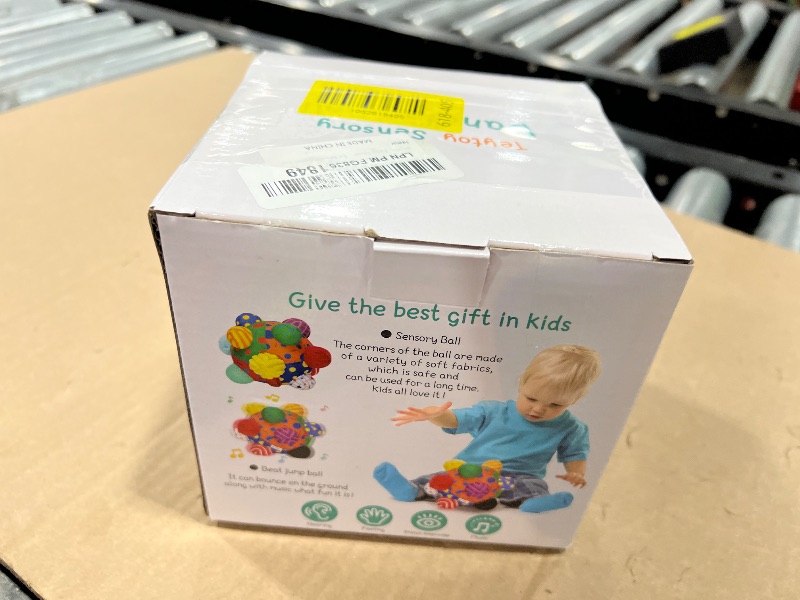 Teytoy Sensory
MADE IN CHINA
LPN PM
1849
Give the best gift in kids
Sensory Ball
The corners of the ball are made
of a variety of soft fabrics,
which is safe and
can be used for a long time.
Kids all love it!
Beat jump ball
It can bounce on the ground
along with music what fun it is!